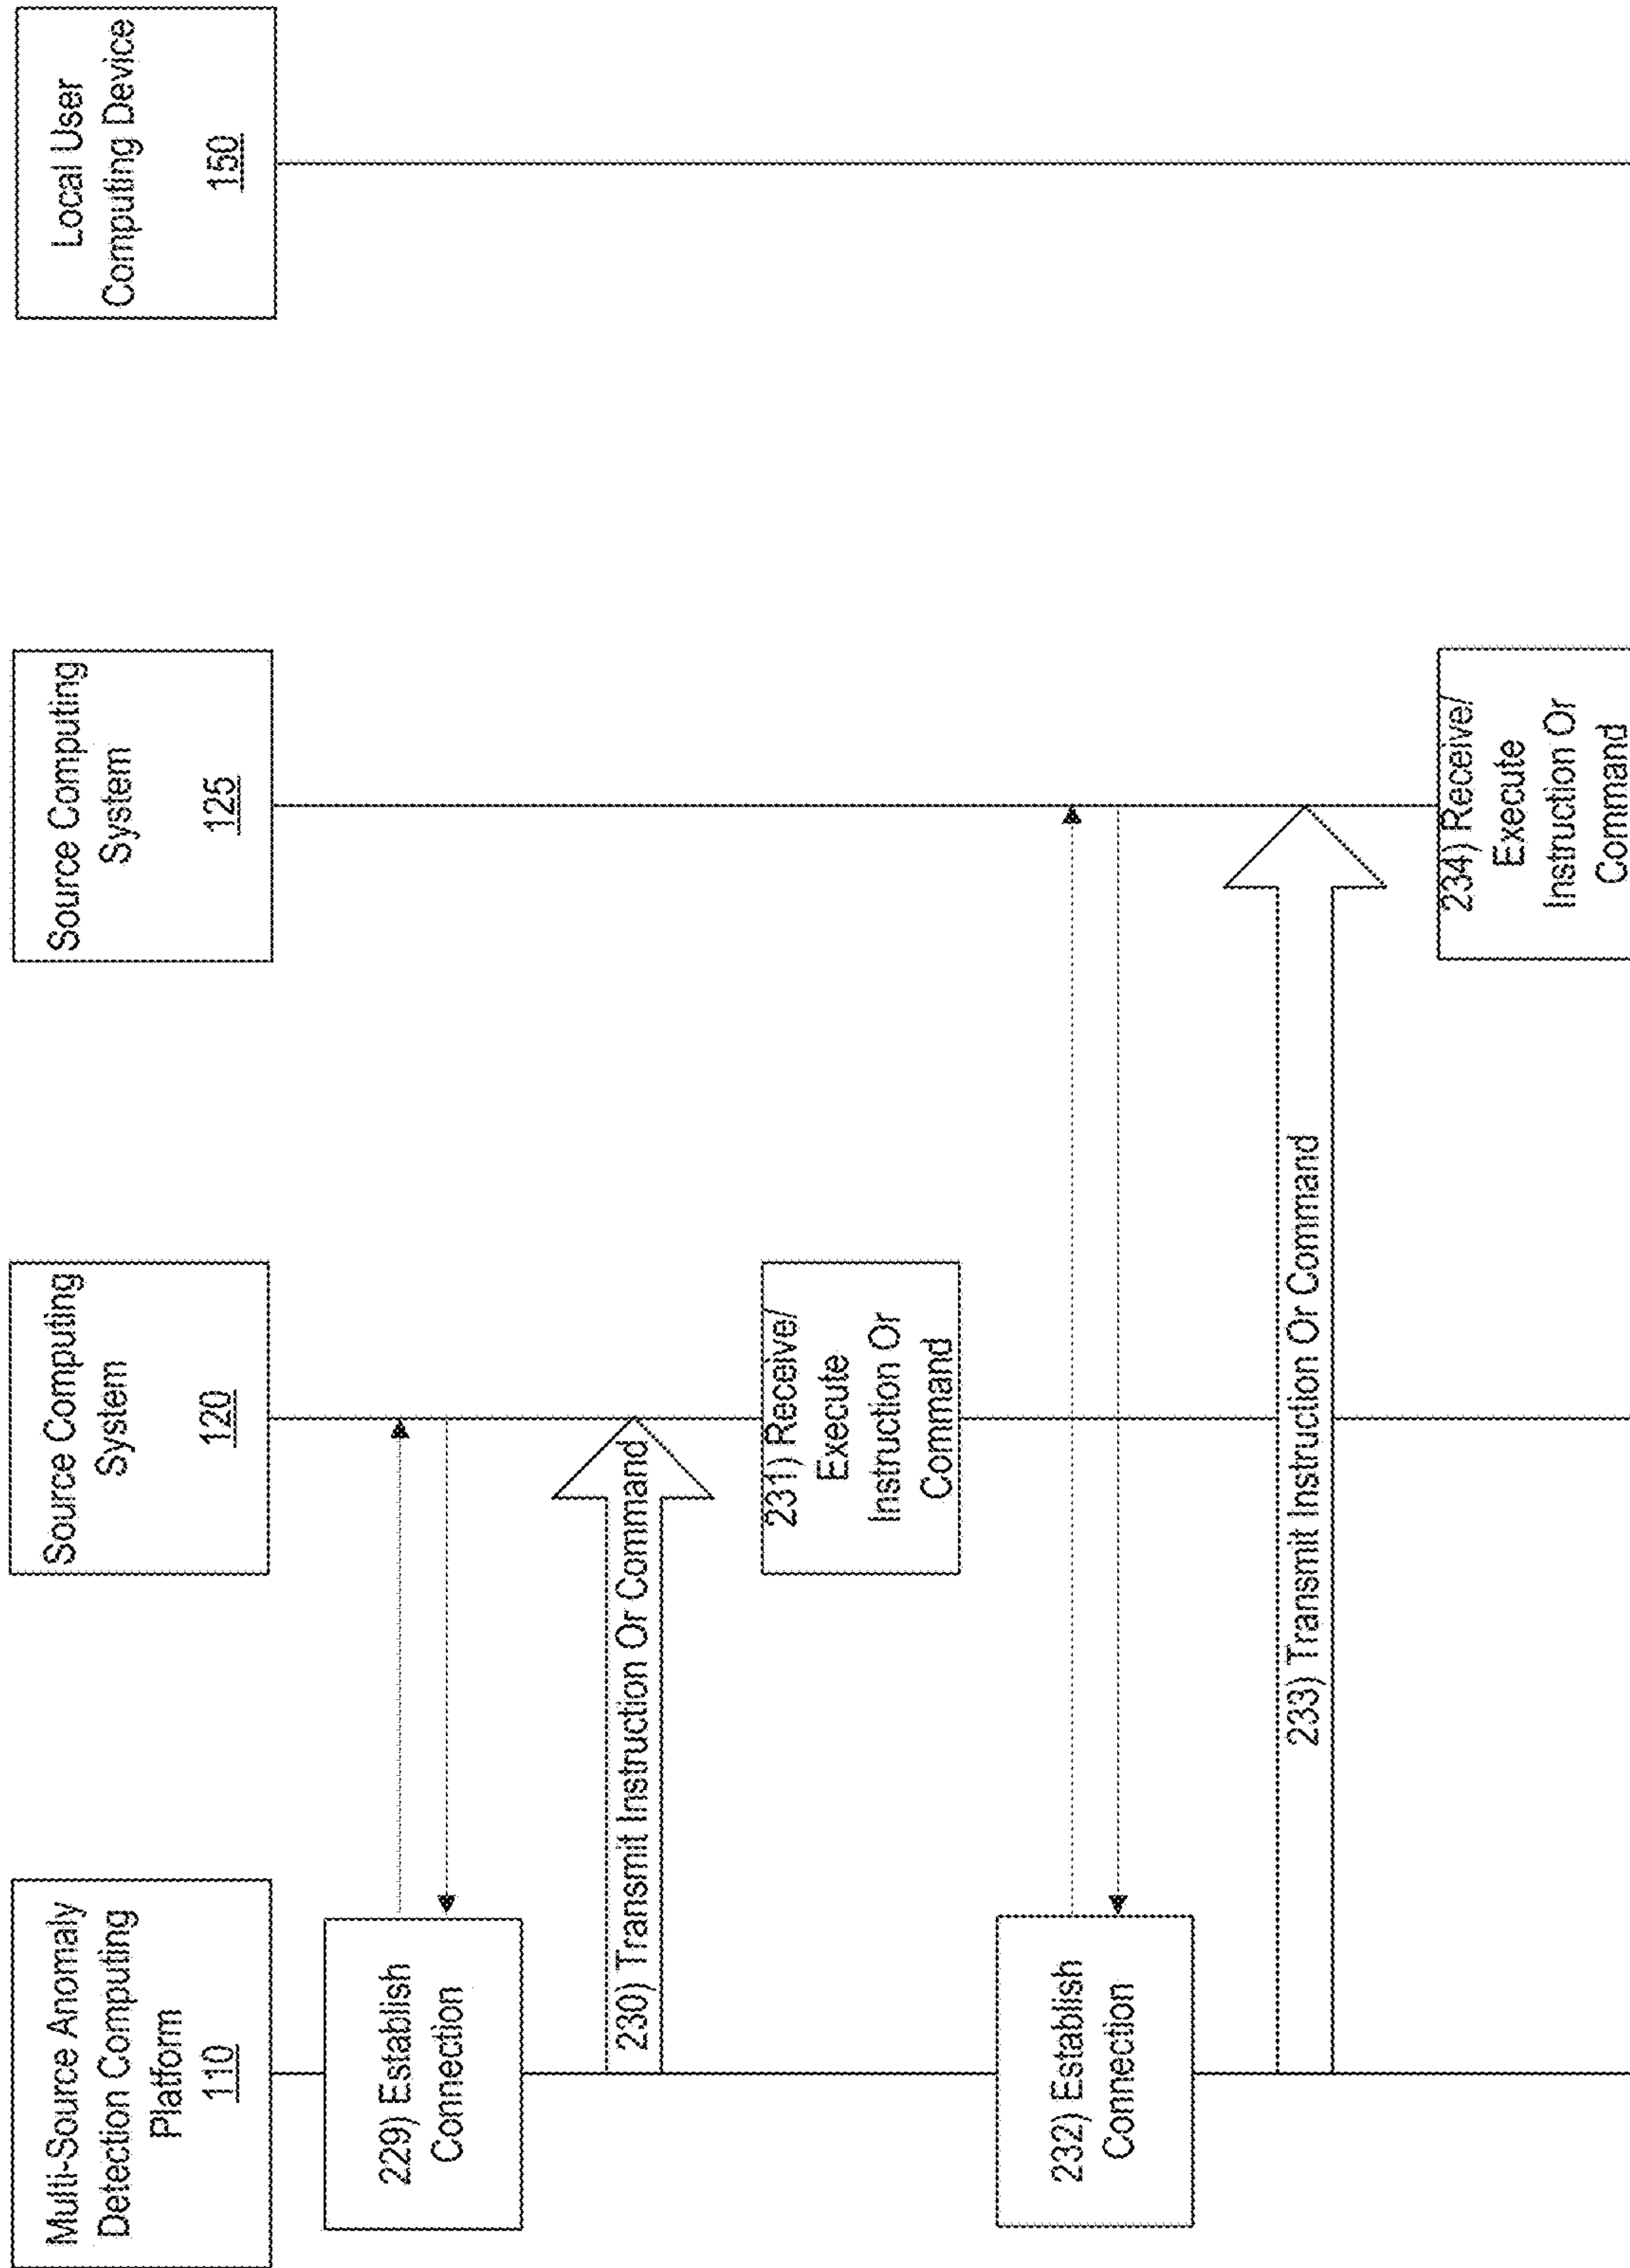 Multi-Source Anomaly
Detection Computing
Platform
110
Source Computing
System
120
Source Computing
System
125
Local User
Computing Device
150
229) Establish
Connection
230) Transmit Instruction Or Command
231) Receive/
Execute
Instruction Or
Command
232) Establish
Connection
233) Transmit Instruction Or Command
234) Receive/
Execute
Instruction Or
Command